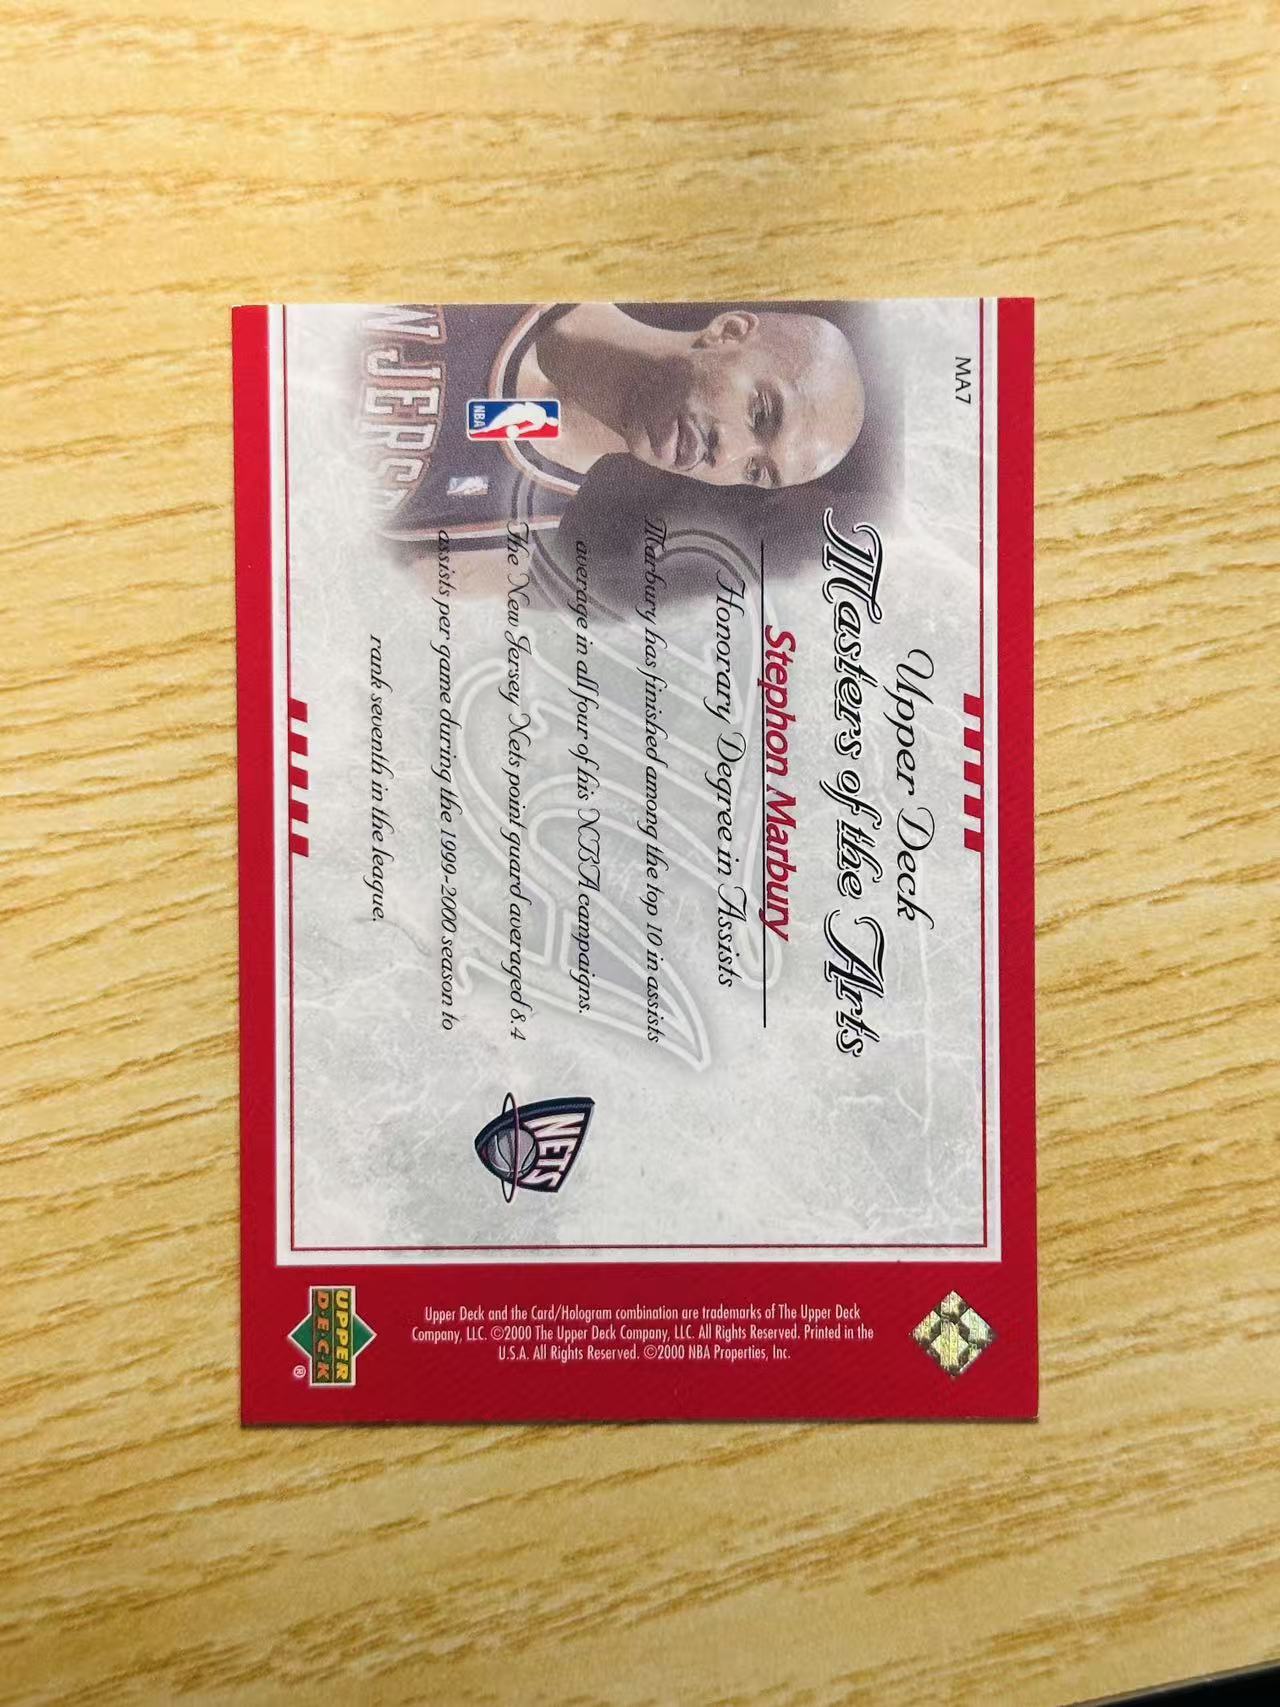 MA7
Upper Deck
Masters of the Arts
Stephon Marbury
Honorary Degree in Assists
Marbury has finished among the top 10 in assists
average in all four of his NBA campaigns.
The New Jersey Nets point guard averaged 8.4
assists per game during the 1999-2000 season to
rank seventh in the league.
NBA
NETS
Upper Deck and the Card/Hologram combination are trademarks of The Upper Deck
Company, LLC. ©2000 The Upper Deck Company, LLC. All Rights Reserved. Printed in the
U.S.A. All Rights Reserved. ©2000 NBA Properties, Inc.
UPPER
DECK
®